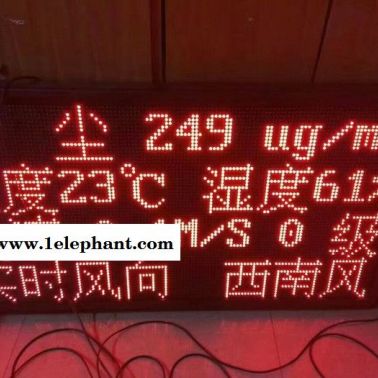 尘 249 ug/m
度23℃ 湿度61
M/S 0 级
www.1elephant.com
实时风向 西南风